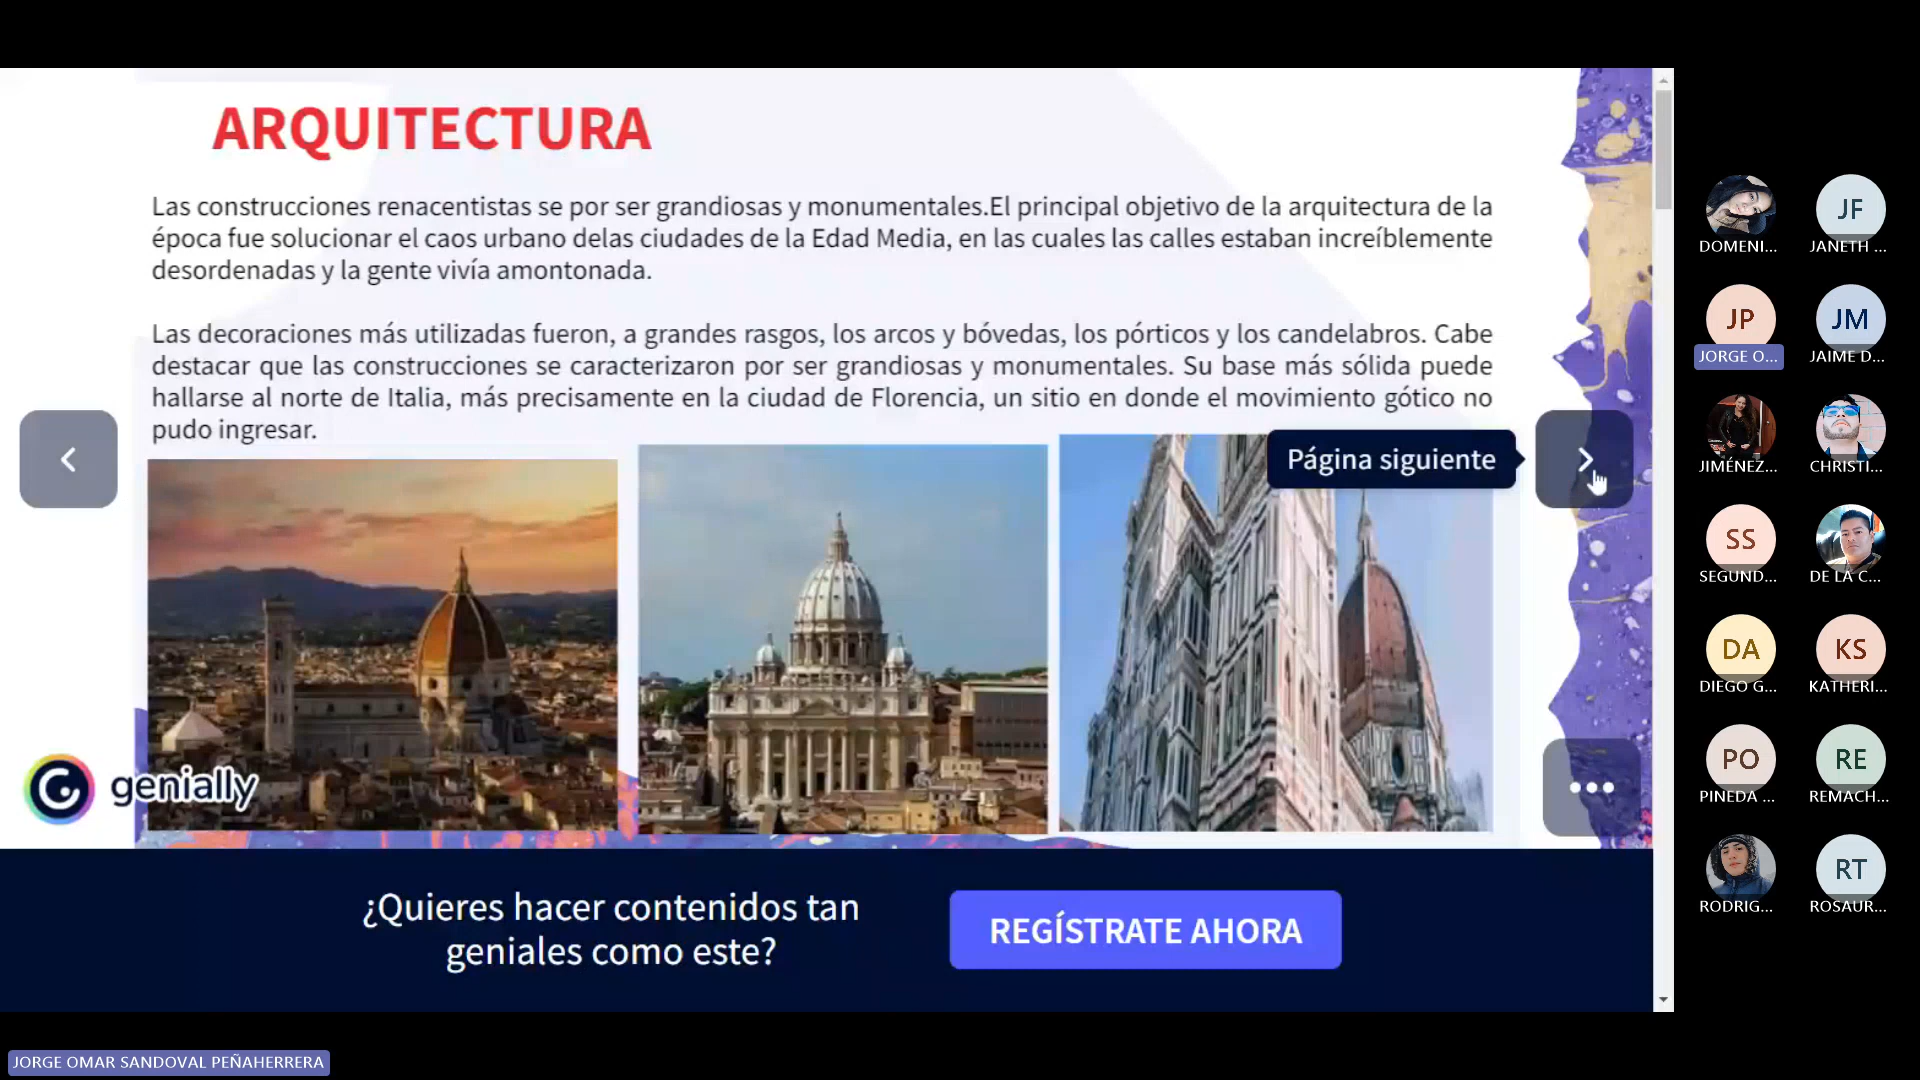 ARQUITECTURA
Las construcciones renacentistas se por ser grandiosas y monumentales.El principal objetivo de la arquitectura de la
época fue solucionar el caos urbano delas ciudades de la Edad Media, en las cuales las calles estaban increíblemente
desordenadas y la gente vivía amontonada.
Las decoraciones más utilizadas fueron, a grandes rasgos, los arcos y bóvedas, los pórticos y los candelabros. Cabe
destacar que las construcciones se caracterizaron por ser grandiosas y monumentales. Su base más sólida puede
hallarse al norte de Italia, más precisamente en la ciudad de Florencia, un sitio en donde el movimiento gótico no
pudo ingresar.
Página siguiente
genially
¿Quieres hacer contenidos tan
geniales como este?
REGÍSTRATE AHORA
JORGE OMAR SANDOVAL PEÑAHERRERA
JF
DOMENI... JANETH ...
JP JM
JORGE O... JAIME D...
JIMÉNEZ... CHRISTI...
SS
SEGUND... DE LA C...
DA KS
DIEGO G... KATHERI...
PO RE
PINEDA ... REMACH...
RT
RODRIG... ROSAUR...